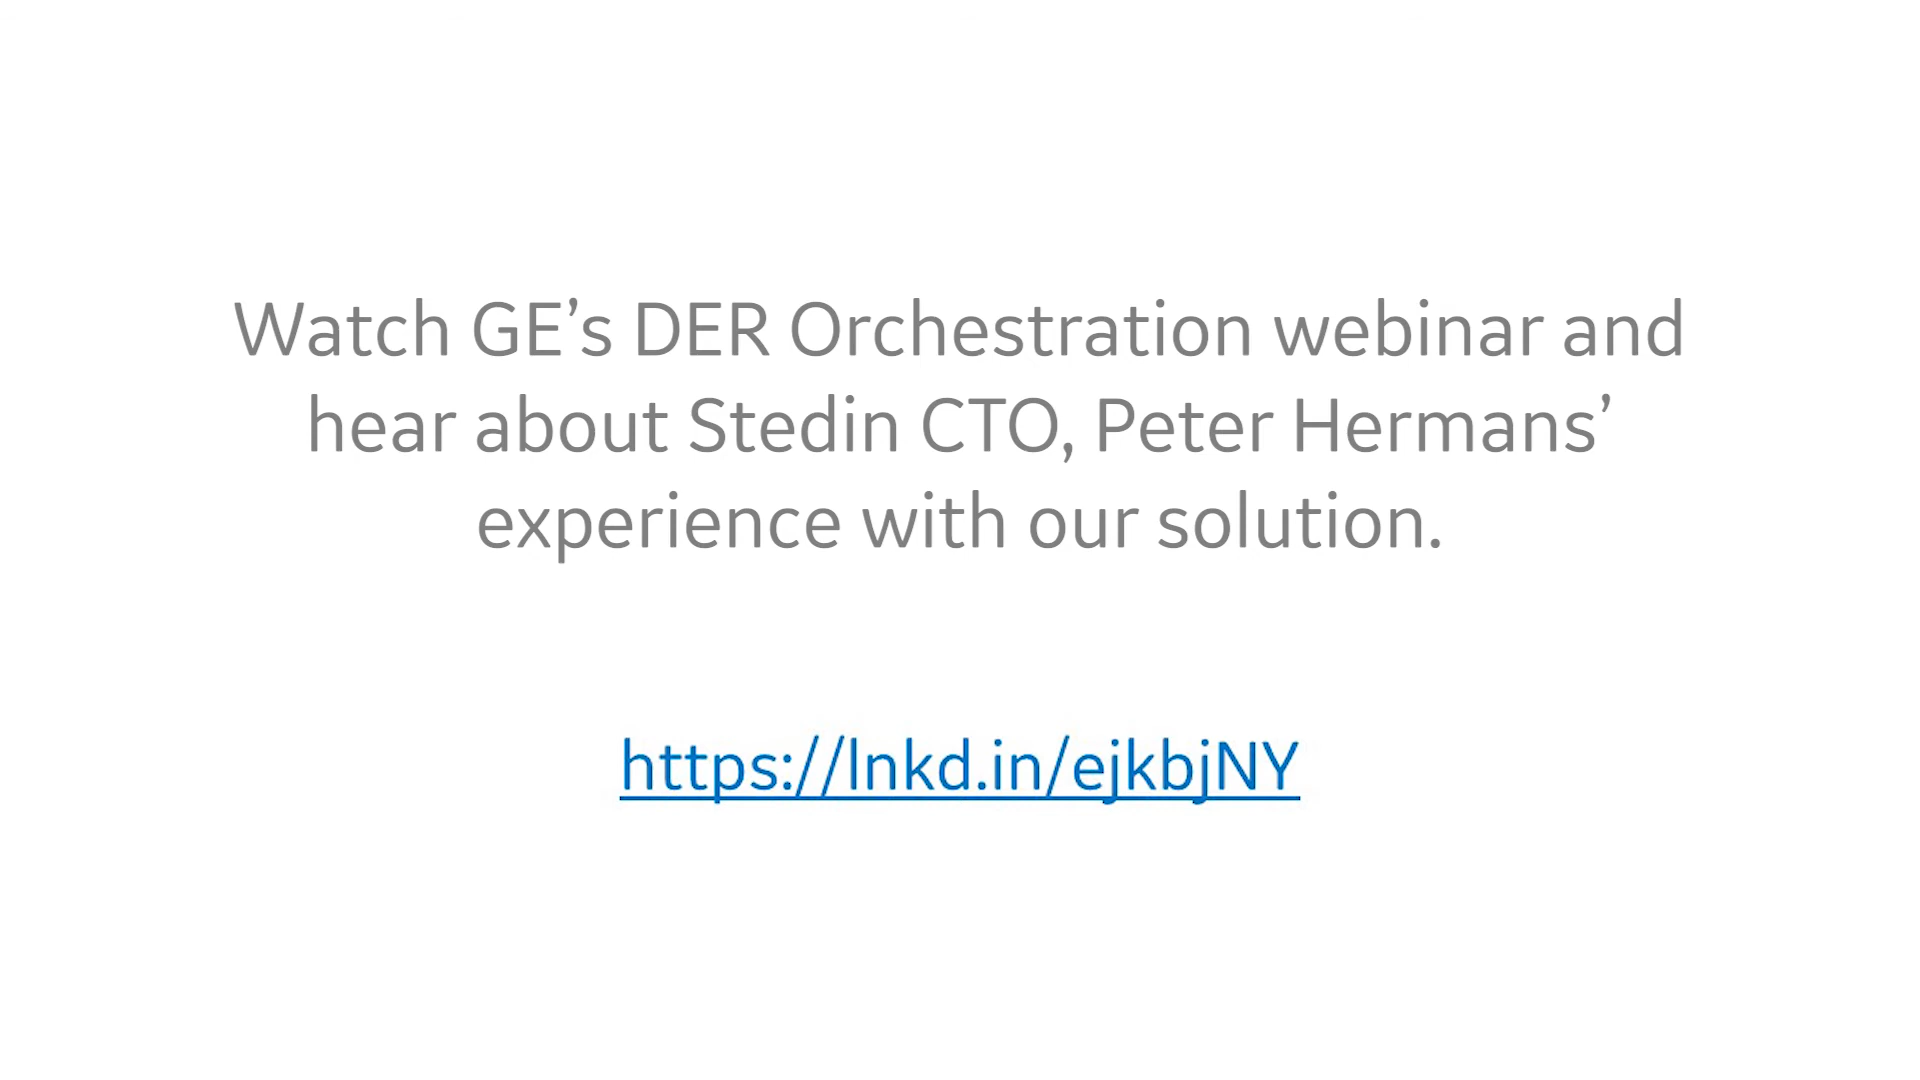 Watch GE’s DER Orchestration webinar and
hear about Stedin CTO, Peter Hermans’
experience with our solution.
https://lnkd.in/ejkbjNY